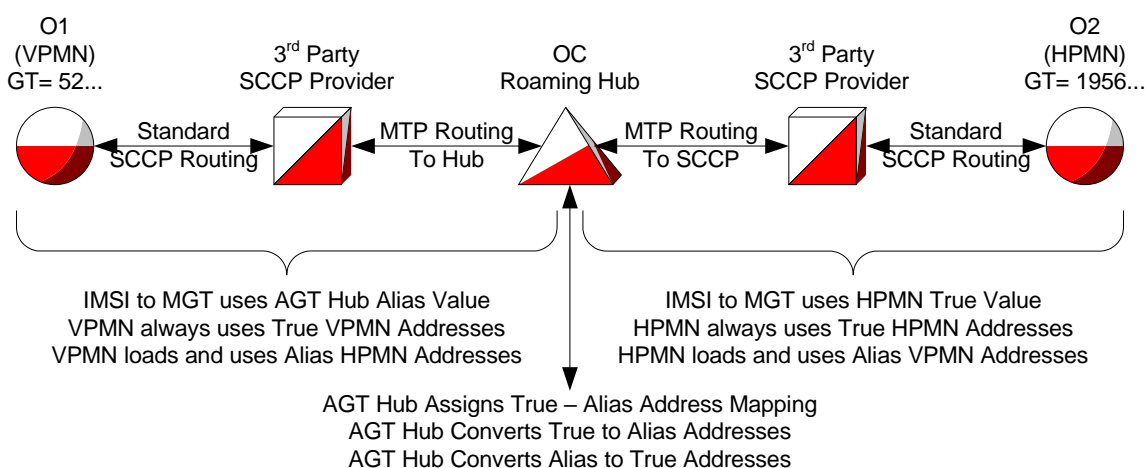 O1
(VPMN)
GT= 52...
3rd Party
SCCP Provider
OC
Roaming Hub
3rd Party
SCCP Provider
O2
(HPMN)
GT= 1956...
Standard
SCCP Routing
MTP Routing
To Hub
MTP Routing
To SCCP
Standard
SCCP Routing
IMSI to MGT uses AGT Hub Alias Value
VPMN always uses True VPMN Addresses
VPMN loads and uses Alias HPMN Addresses
IMSI to MGT uses HPMN True Value
HPMN always uses True HPMN Addresses
HPMN loads and uses Alias VPMN Addresses
AGT Hub Assigns True – Alias Address Mapping
AGT Hub Converts True to Alias Addresses
AGT Hub Converts Alias to True Addresses